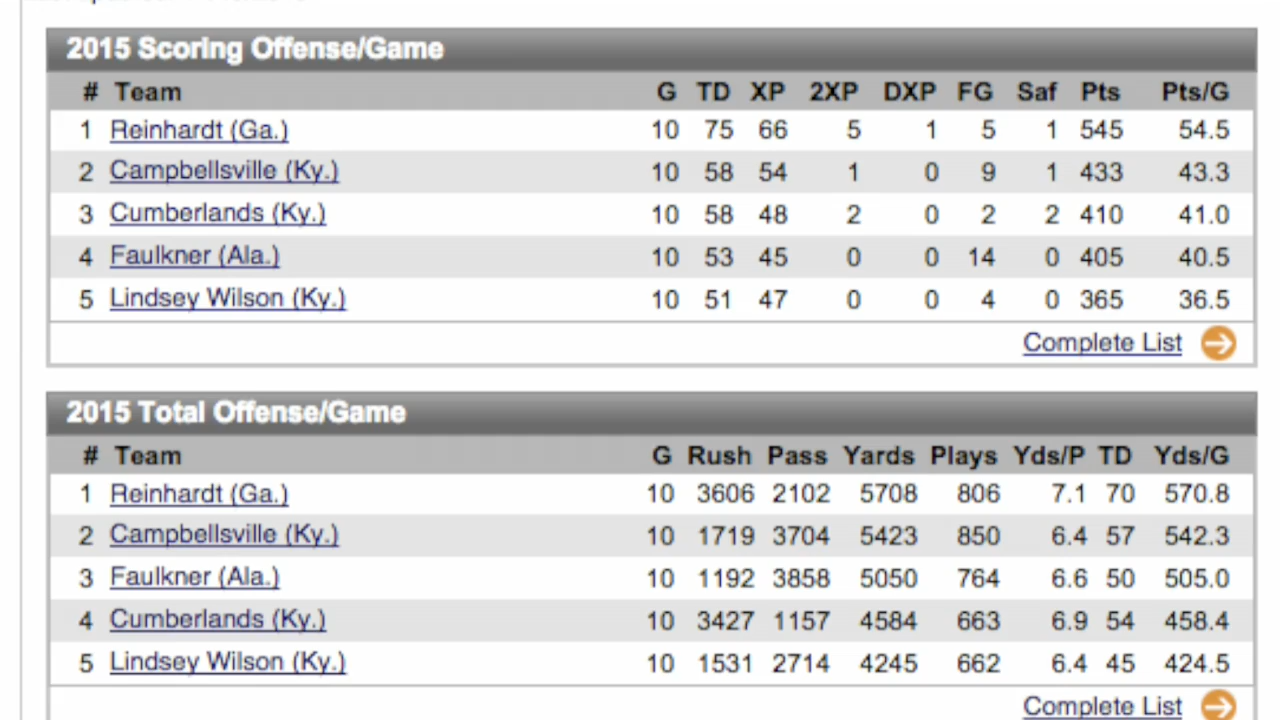 2015 Scoring Offense/Game
# Team G TD XP 2XP DXP FG Saf Pts Pts/G
1 Reinhardt (Ga.) 10 75 66 5 1 5 1 545 54.5
2 Campbellsville (Ky.) 10 58 54 1 0 9 1 433 43.3
3 Cumberlands (Ky.) 10 58 48 2 0 2 2 410 41.0
4 Faulkner (Ala.) 10 53 45 0 0 14 0 405 40.5
5 Lindsey Wilson (Ky.) 10 51 47 0 0 4 0 365 36.5
Complete List
2015 Total Offense/Game
# Team G Rush Pass Yards Plays Yds/P TD Yds/G
1 Reinhardt (Ga.) 10 3606 2102 5708 806 7.1 70 570.8
2 Campbellsville (Ky.) 10 1719 3704 5423 850 6.4 57 542.3
3 Faulkner (Ala.) 10 1192 3858 5050 764 6.6 50 505.0
4 Cumberlands (Ky.) 10 3427 1157 4584 663 6.9 54 458.4
5 Lindsey Wilson (Ky.) 10 1531 2714 4245 662 6.4 45 424.5
Complete List